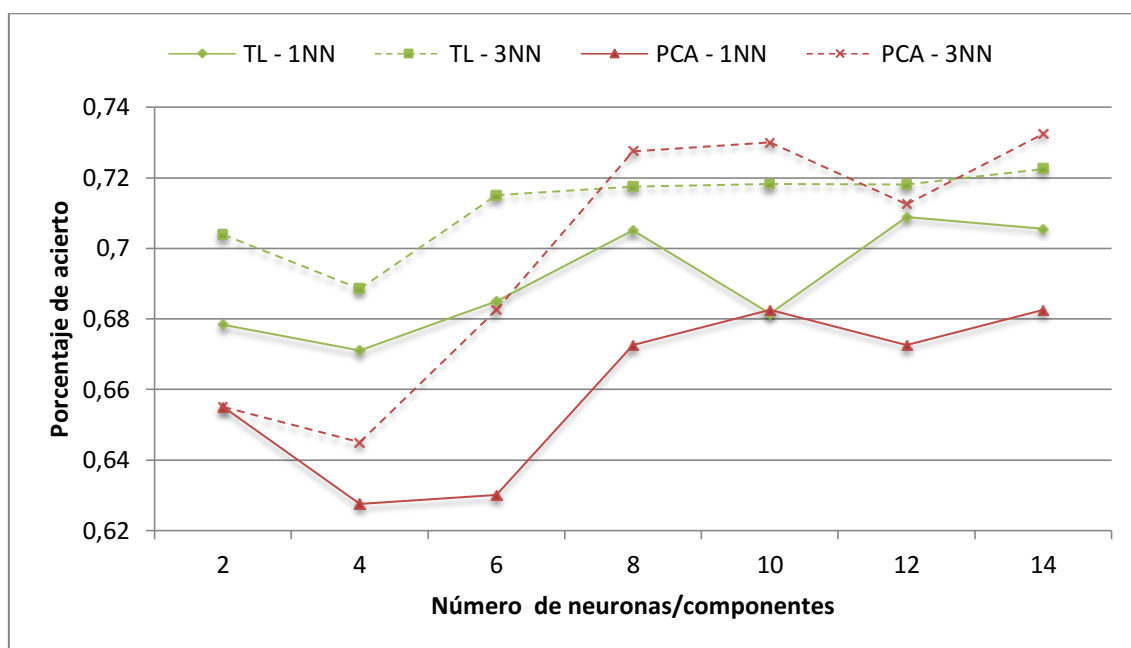 TL - 1NN TL - 3NN PCA - 1NN PCA - 3NN
0,74
0,72
0,7
0,68
0,66
0,64
0,62
Porcentaje de acierto
2 4 6 8 10 12 14
Número de neuronas/componentes